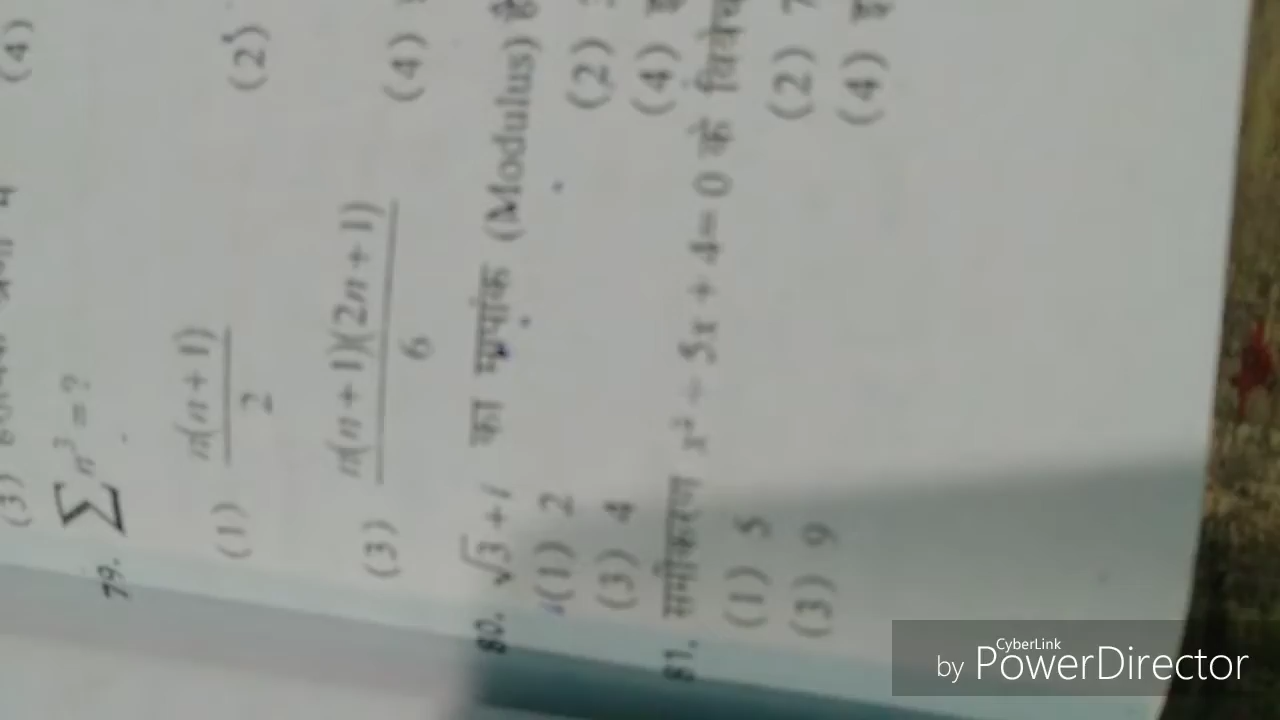 (4)
(3)
79. ∑ n³ = ?
(1) n(n + 1) / 2 (2)
(3) n(n + 1)(2n + 1) / 6 (4)
80. √3 + i का मापांक (Modulus) है
(1) 2 (2)
(3) 4 (4)
81. समीकरण x² + 5x + 4 = 0 के
(1) 5 (2) 7
(3) 9 (4)
CyberLink
by PowerDirector